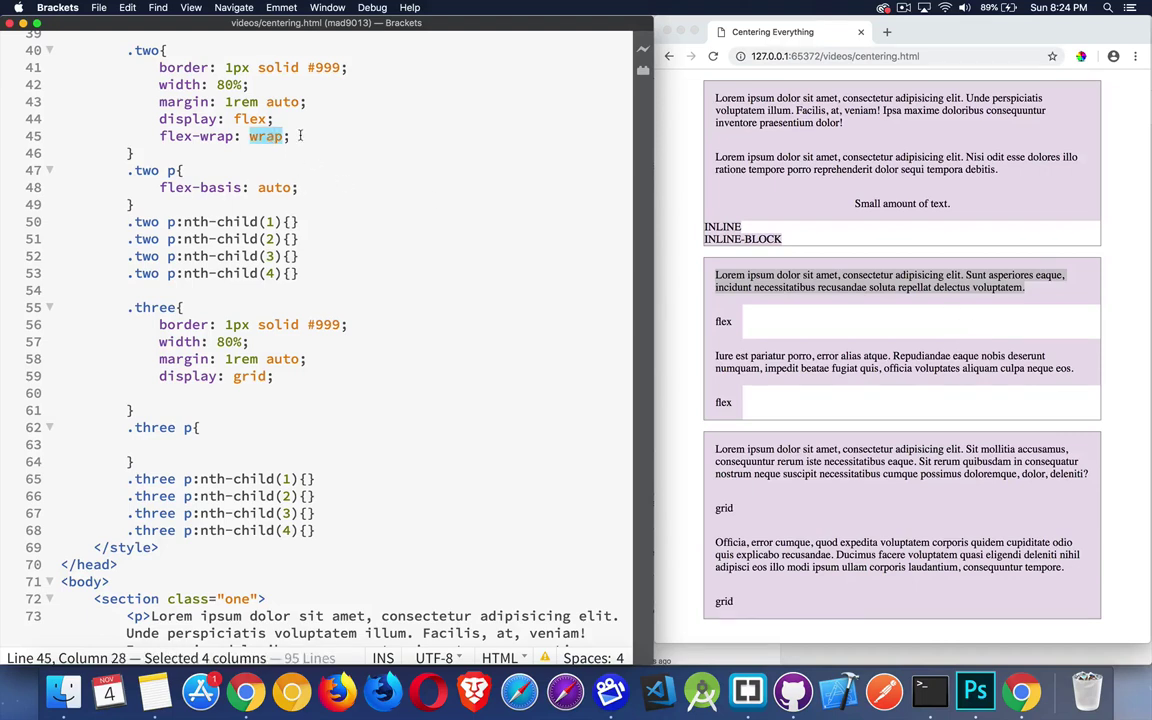 Brackets File Edit Find View Navigate Emmet Window Debug Help 89% Sun 8:24 PM
videos/centering.html (mad9013) — Brackets
39
40 .two{
41 border: 1px solid #999;
42 width: 80%;
43 margin: 1rem auto;
44 display: flex;
45 flex-wrap: wrap;
46 }
47 .two p{
48 flex-basis: auto;
49 }
50 .two p:nth-child(1){}
51 .two p:nth-child(2){}
52 .two p:nth-child(3){}
53 .two p:nth-child(4){}
54
55 .three{
56 border: 1px solid #999;
57 width: 80%;
58 margin: 1rem auto;
59 display: grid;
60
61 }
62 .three p{
63
64 }
65 .three p:nth-child(1){}
66 .three p:nth-child(2){}
67 .three p:nth-child(3){}
68 .three p:nth-child(4){}
69 </style>
70 </head>
71 <body>
72 <section class="one">
73 <p>Lorem ipsum dolor sit amet, consectetur adipisicing elit.
Unde perspiciatis voluptatem illum. Facilis, at, veniam!
Line 45, Column 28 — Selected 4 columns — 95 Lines INS UTF-8 HTML Spaces: 4
Centering Everything
127.0.0.1:65372/videos/centering.html
Lorem ipsum dolor sit amet, consectetur adipisicing elit. Unde perspiciatis
voluptatem illum. Facilis, at, veniam! Ipsa maxime doloribus consequuntur
inventore praesentium dolor!
Lorem ipsum dolor sit amet, consectetur adipisicing elit. Nisi odit esse dolores illo
ratione tempore porro reprehenderit dolor sequi tempora debitis.
Small amount of text.
INLINE
INLINE-BLOCK
Lorem ipsum dolor sit amet, consectetur adipisicing elit. Sunt asperiores eaque,
incidunt necessitatibus recusandae soluta repellat delectus voluptatem.
flex
Iure est pariatur porro, error alias atque. Repudiandae eaque nobis deserunt
numquam, impedit beatae fugiat quis, officia voluptates aliquam culpa neque eos.
flex
Lorem ipsum dolor sit amet, consectetur adipisicing elit. Sit mollitia accusamus,
consequuntur rerum iste necessitatibus eaque. Sit rerum quibusdam in consequatur
nostrum neque suscipit necessitatibus cumque possimus doloremque, dolor, deleniti?
grid
Officia, error cumque, quod expedita voluptatem corporis quidem cupiditate odio
quis explicabo recusandae. Ducimus facere voluptatem quasi eligendi deleniti nihil
adipisci eos illo modi ipsum ullam corporis laudantium, consequuntur tempore.
grid
NOV
4
1
Ps